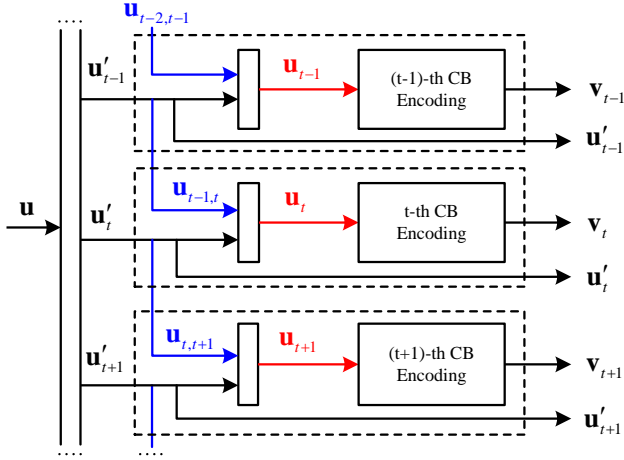 ....
u_{t-2,t-1}
u'_{t-1}
u_{t-1}
(t-1)-th CB
Encoding
v_{t-1}
u'_{t-1}
u
u_{t-1,t}
u'_t
u_t
t-th CB
Encoding
v_t
u'_t
u_{t,t+1}
u'_{t+1}
u_{t+1}
(t+1)-th CB
Encoding
v_{t+1}
u'_{t+1}
....
....